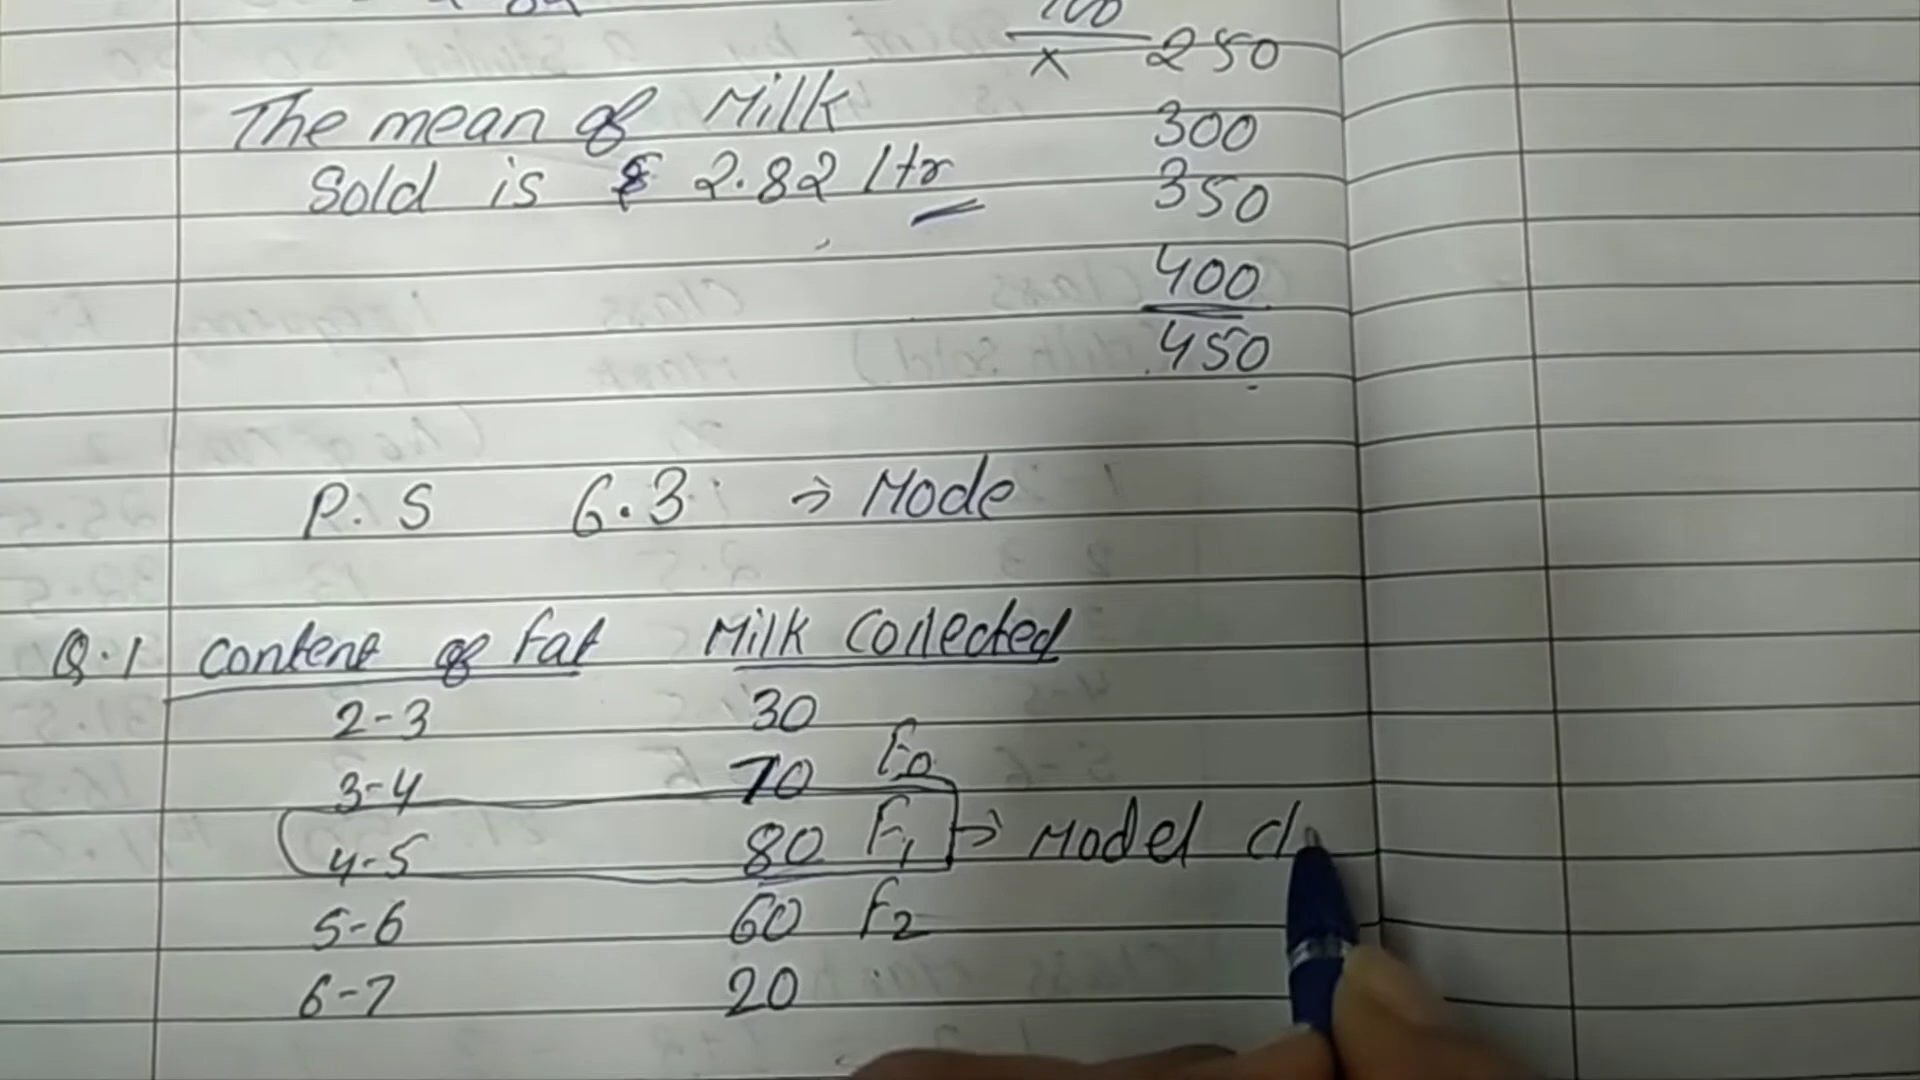 100
x 250
The mean of Milk
300
Sold is 2.82 ltr
350
400
450
P.S 6.3 → Mode
Q.1 Content of Fat Milk Collected
2-3 30
3-4 70 F0
4-5 80 F1 → Model cl
5-6 60 F2
6-7 20